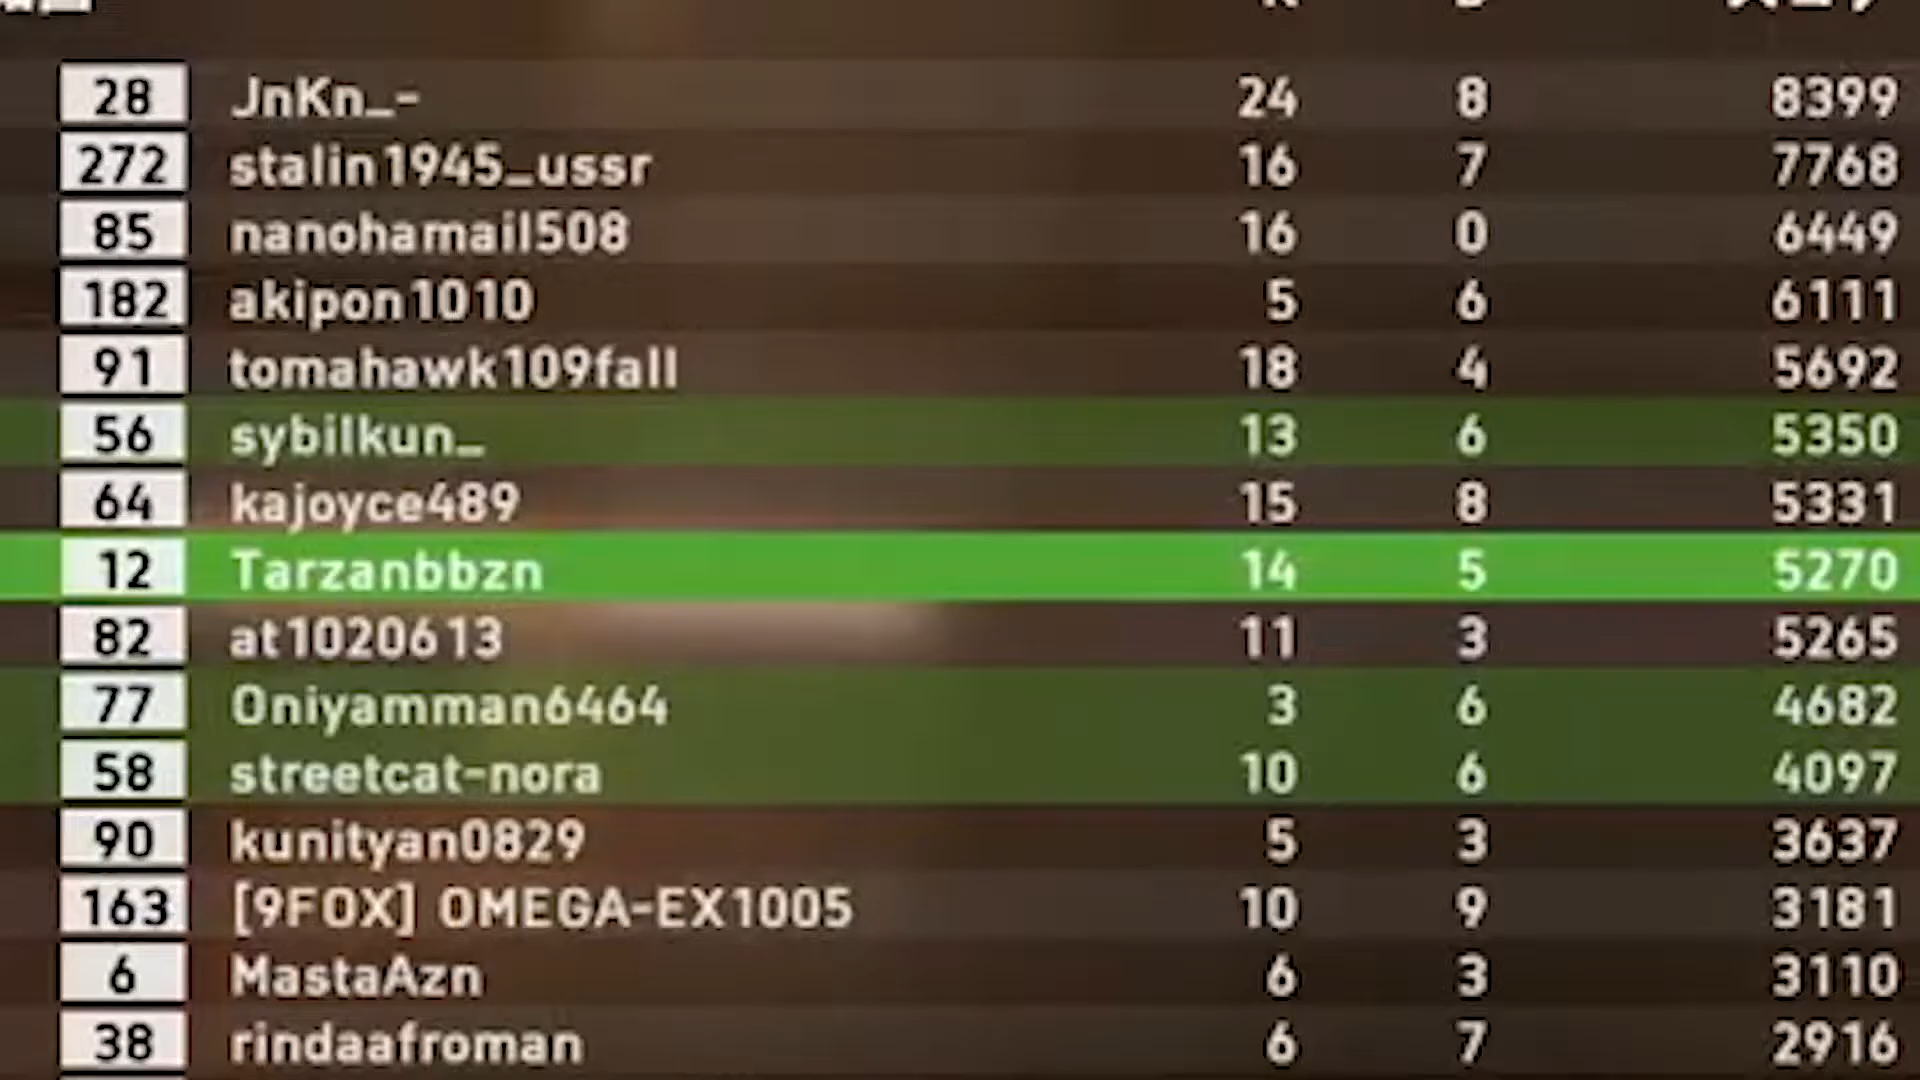 28 JnKn_- 24 8 8399
272 stalin1945_ussr 16 7 7768
85 nanohamail508 16 0 6449
182 akipon1010 5 6 6111
91 tomahawk109fall 18 4 5692
56 sybilkun_ 13 6 5350
64 kajoyce489 15 8 5331
12 Tarzanbbzn 14 5 5270
82 at1020613 11 3 5265
77 Oniyamman6464 3 6 4682
58 streetcat-nora 10 6 4097
90 kunityan0829 5 3 3637
163 [9FOX] OMEGA-EX1005 10 9 3181
6 MastaAzn 6 3 3110
38 rindaafroman 6 7 2916